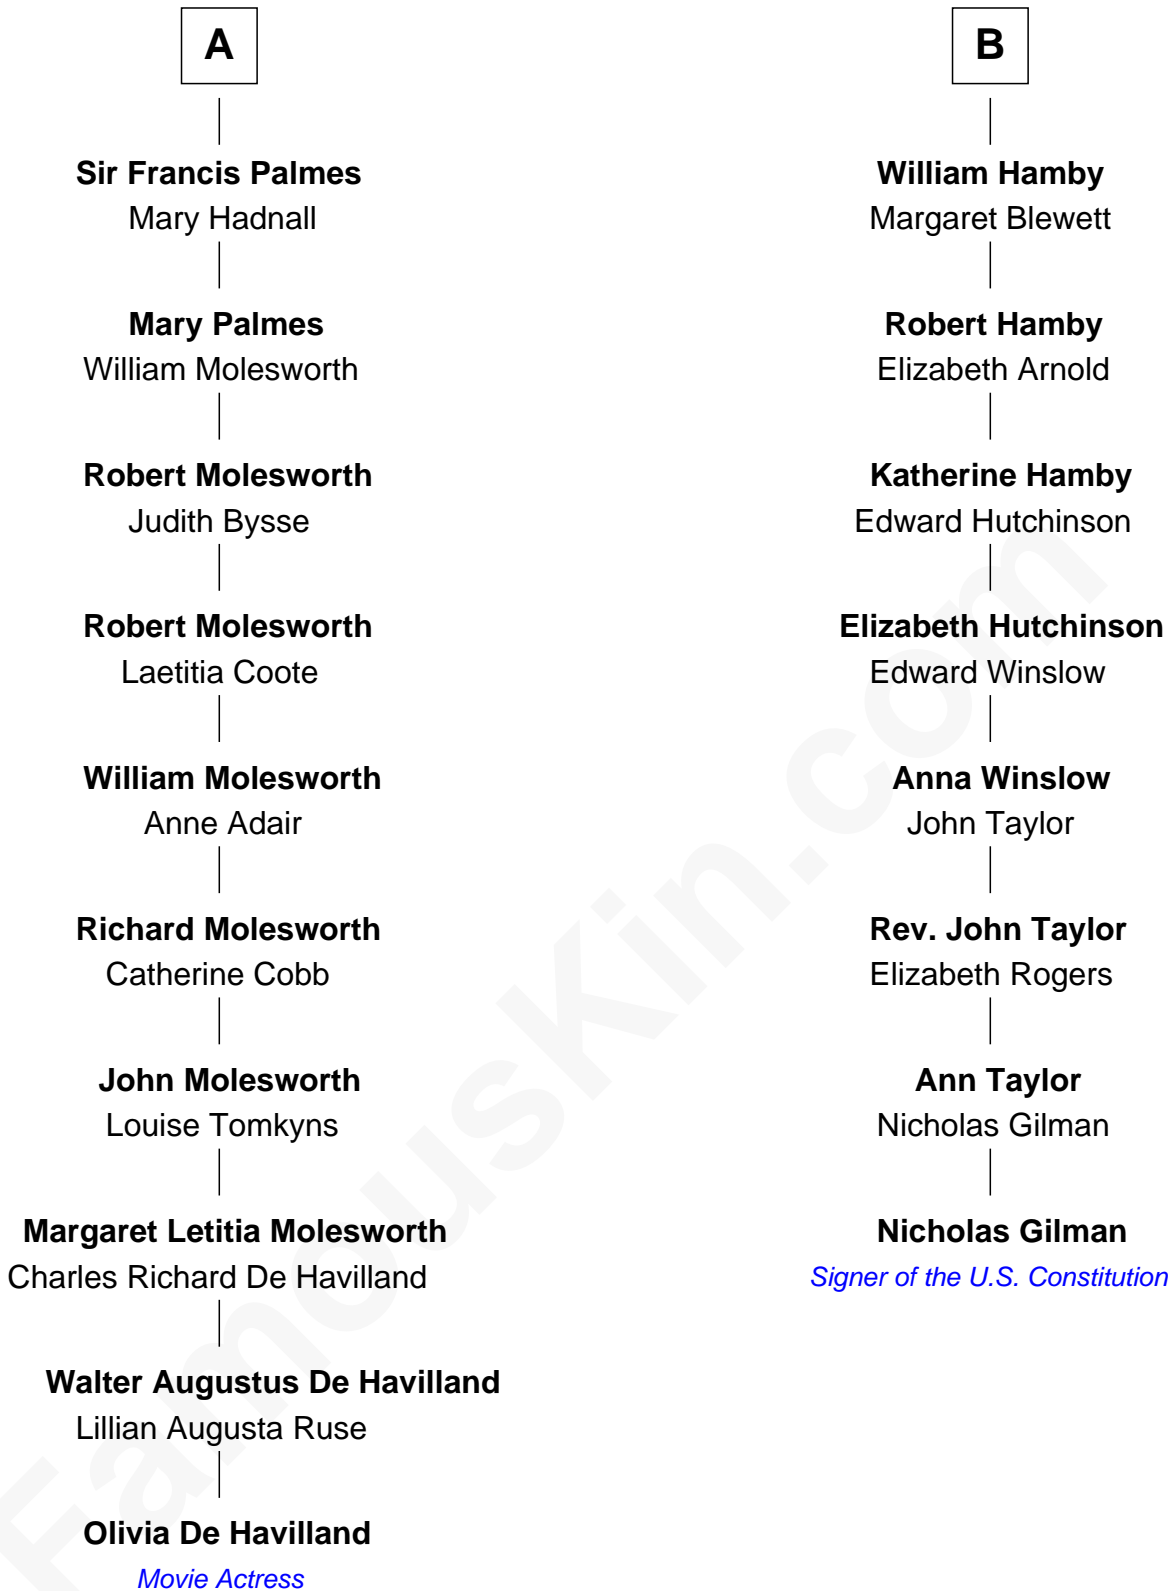 A
Sir Francis Palmes
Mary Hadnall
Mary Palmes
William Molesworth
Robert Molesworth
Judith Bysse
Robert Molesworth
Laetitia Coote
William Molesworth
Anne Adair
Richard Molesworth
Catherine Cobb
John Molesworth
Louise Tomkyns
Margaret Letitia Molesworth
Charles Richard De Havilland
Walter Augustus De Havilland
Lillian Augusta Ruse
Olivia De Havilland
Movie Actress
B
William Hamby
Margaret Blewett
Robert Hamby
Elizabeth Arnold
Katherine Hamby
Edward Hutchinson
Elizabeth Hutchinson
Edward Winslow
Anna Winslow
John Taylor
Rev. John Taylor
Elizabeth Rogers
Ann Taylor
Nicholas Gilman
Nicholas Gilman
Signer of the U.S. Constitution
FamousKin.com